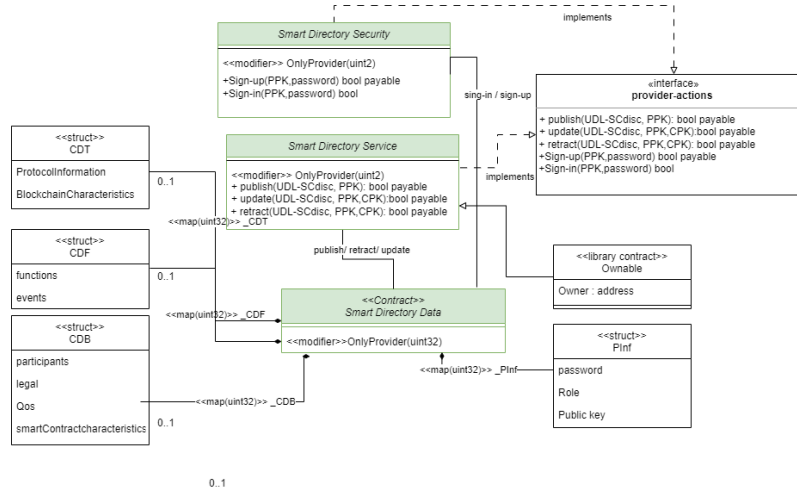 implements
Smart Directory Security
<<modifier>> OnlyProvider(uint2)
+Sign-up(PPK,password) bool payable
+Sign-in(PPK,password) bool
sing-in / sign-up
«interface»
provider-actions
+ publish(UDL-SCdisc, PPK): bool payable
+ update(UDL-SCdisc, PPK,CPK):bool payable
+ retract(UDL-SCdisc, PPK,CPK): bool payable
+Sign-up(PPK,password) bool payable
+Sign-in(PPK,password) bool
<<struct>>
CDT
ProtocolInformation
BlockchainCharacteristics
0..1
Smart Directory Service
<<modifier>> OnlyProvider(uint2)
+ publish(UDL-SCdisc, PPK): bool payable
+ update(UDL-SCdisc, PPK,CPK):bool payable
+ retract(UDL-SCdisc, PPK,CPK): bool payable
implements
<<map(uint32)>> _CDT
<<struct>>
CDF
functions
events
0..1
publish/ retract/ update
<<library contract>>
Ownable
Owner : address
<<Contract>>
Smart Directory Data
<<modifier>>OnlyProvider(uint32)
<<map(uint32)>> _CDF
<<struct>>
CDB
participants
legal
Qos
smartContractcharacteristics
<<map(uint32)>> _CDB
0..1
<<map(uint32)>> _PInf
<<struct>>
PInf
password
Role
Public key
0..1